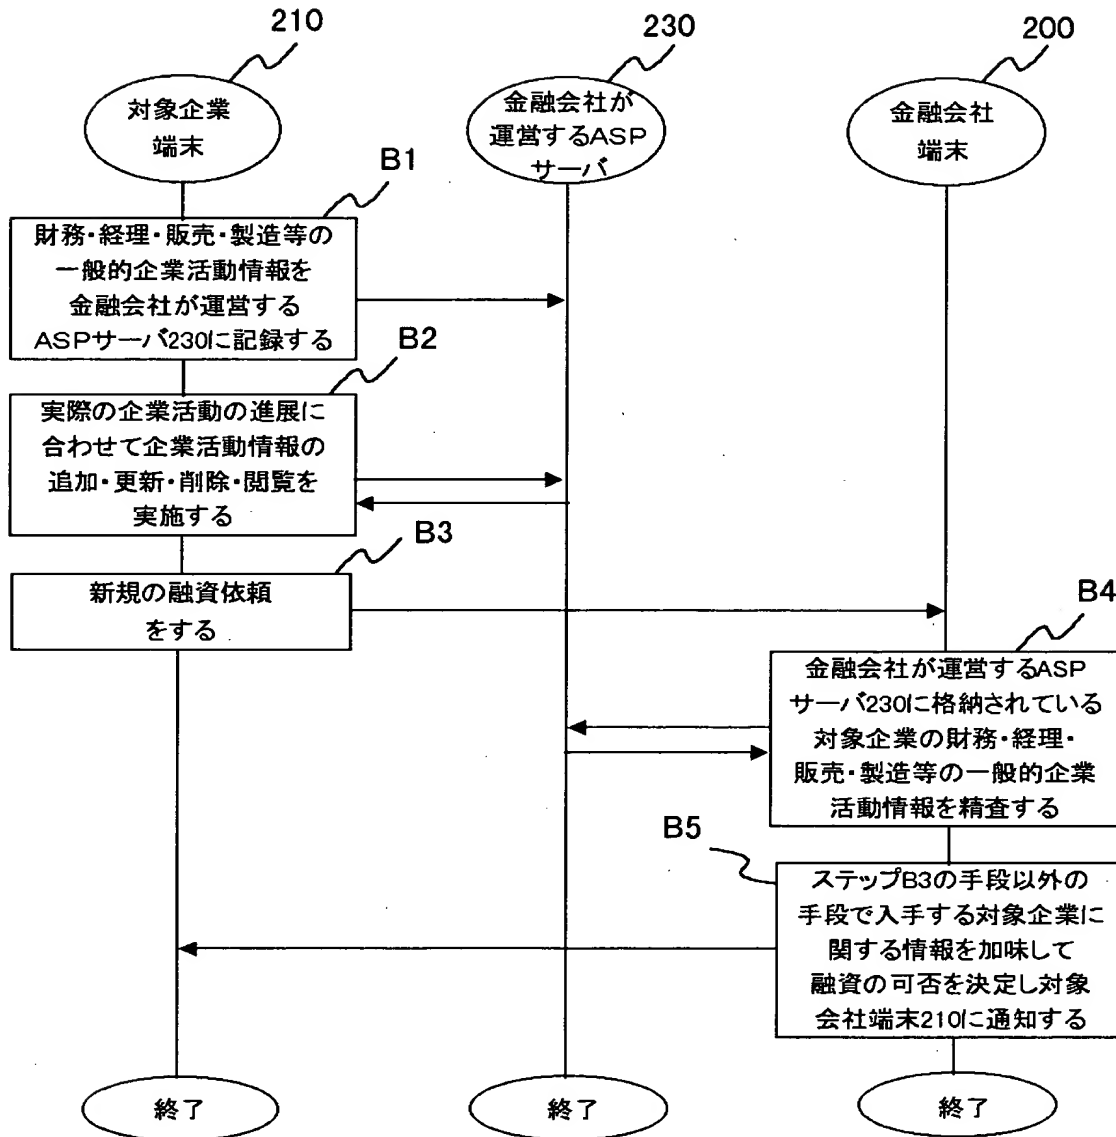 210
230
200
対象企業
端末
金融会社が
運営するASP
サーバ
金融会社
端末
B1
財務・経理・販売・製造等の
一般的企業活動情報を
金融会社が運営する
ASPサーバ230に記録する
B2
実際の企業活動の進展に
合わせて企業活動情報の
追加・更新・削除・閲覧を
実施する
B3
新規の融資依頼
をする
B4
金融会社が運営するASP
サーバ230に格納されている
対象企業の財務・経理・
販売・製造等の一般的企業
活動情報を精査する
B5
ステップB3の手段以外の
手段で入手する対象企業に
関する情報を加味して
融資の可否を決定し対象
会社端末210に通知する
終了
終了
終了